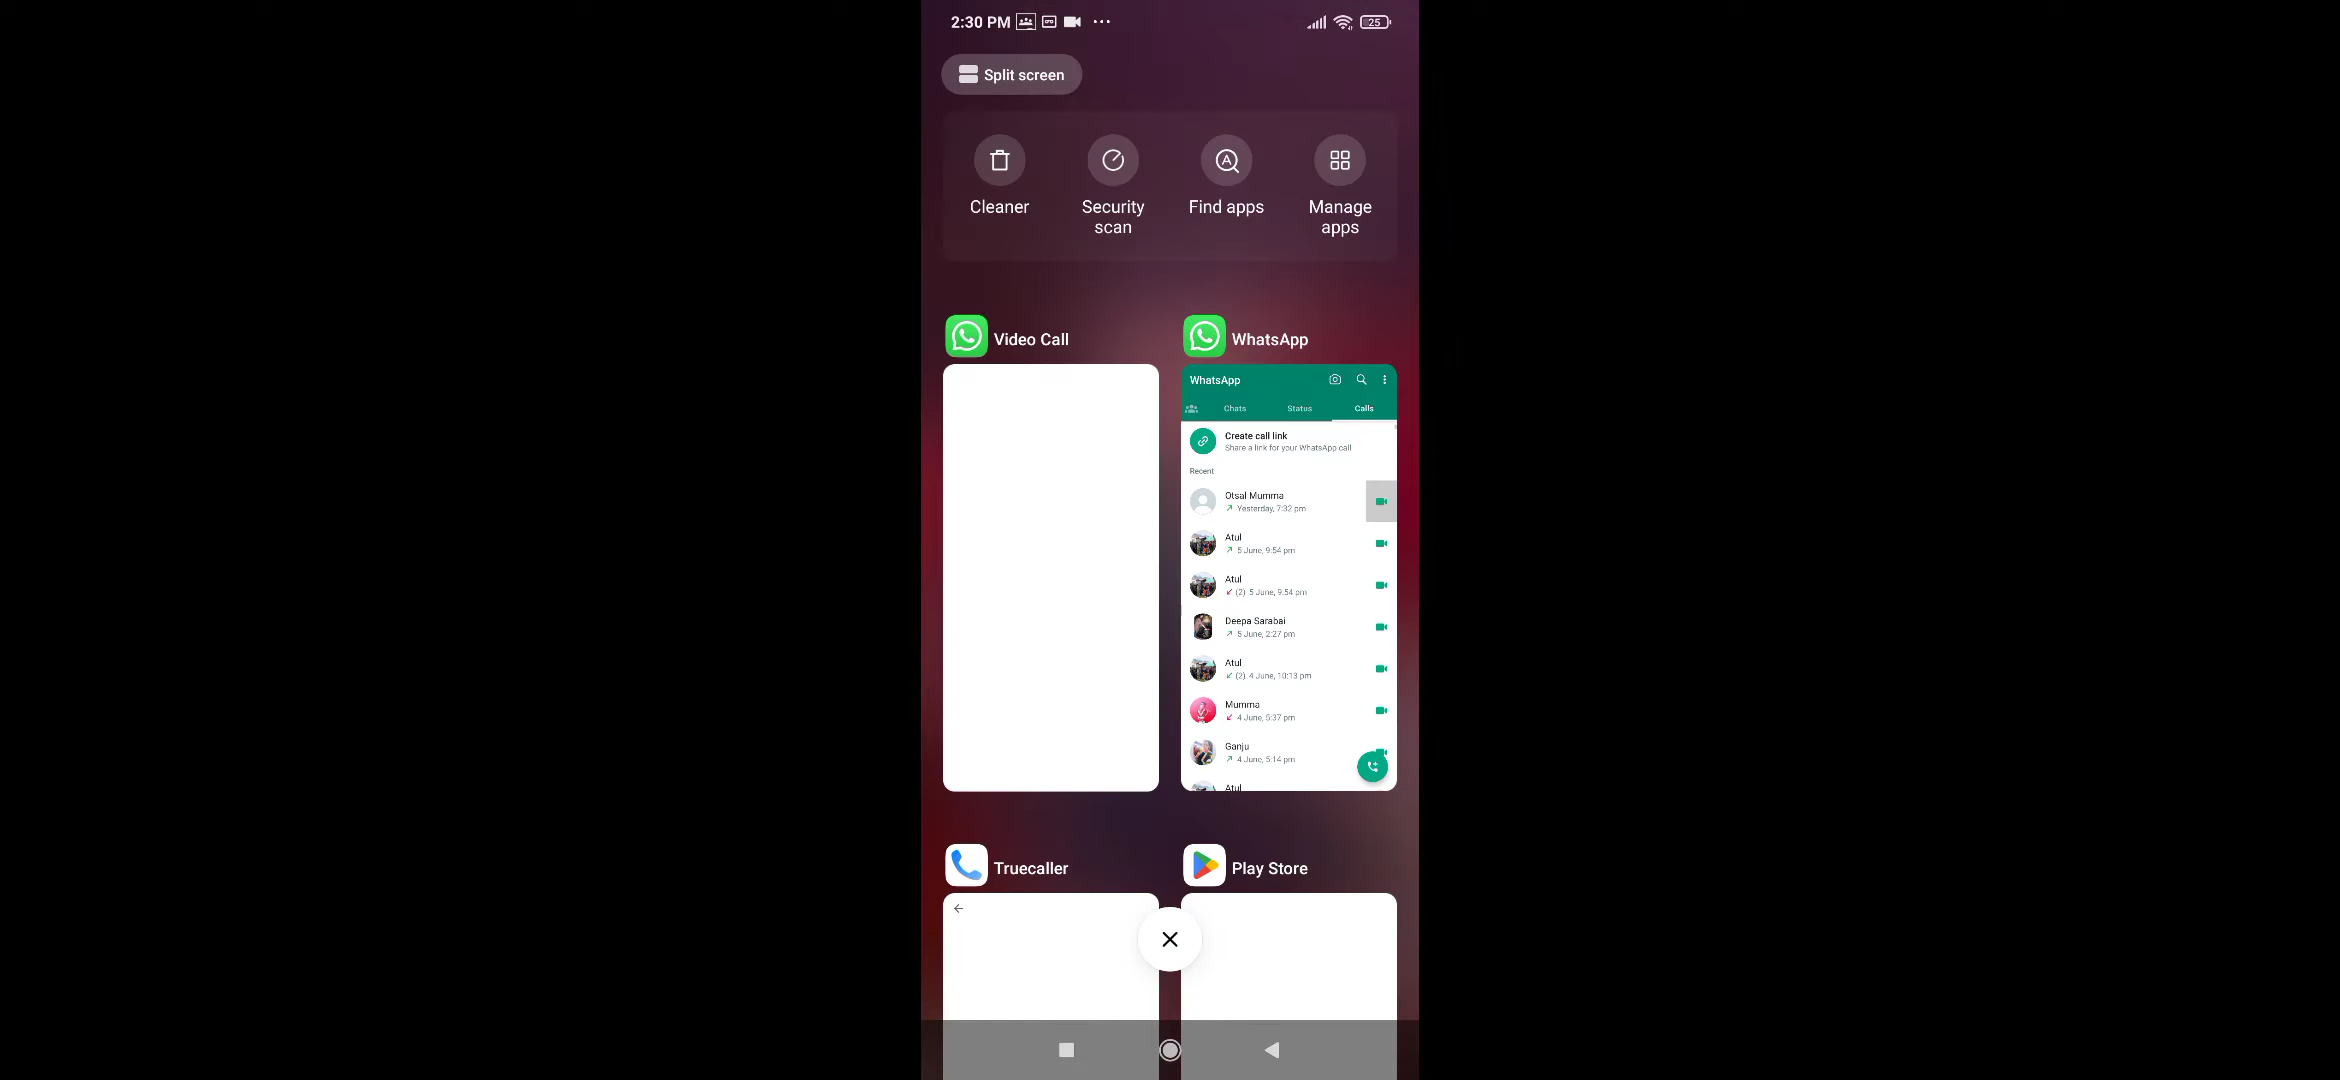 2:30 PM
25
Split screen
Cleaner
Security scan
Find apps
Manage apps
Video Call
WhatsApp
WhatsApp
Chats
Status
Calls
Create call link
Share a link for your WhatsApp call
Recent
Otsal Mumma
Yesterday, 7:32 pm
Atul
5 June, 9:54 pm
Atul
(2) 5 June, 9:54 pm
Deepa Sarabai
5 June, 2:27 pm
Atul
(2) 4 June, 10:13 pm
Mumma
4 June, 5:37 pm
Ganju
4 June, 5:14 pm
Atul
Truecaller
Play Store